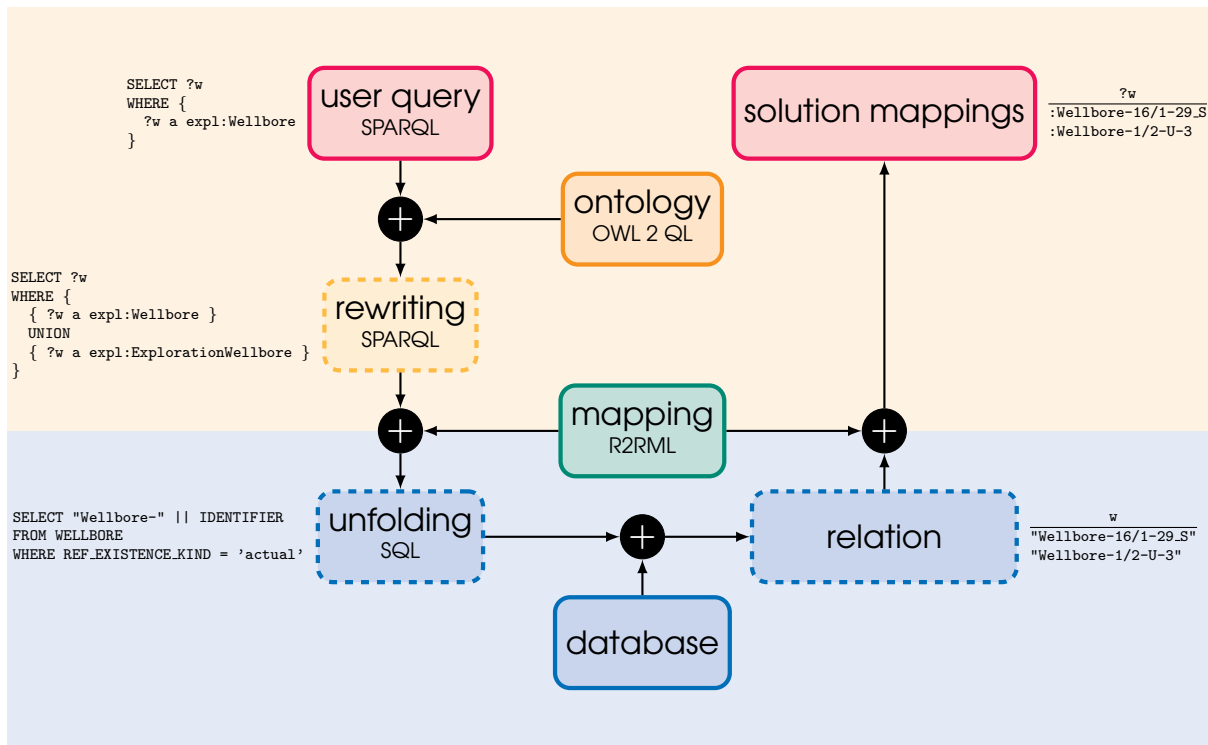 SELECT ?w
WHERE {
?w a expl:Wellbore
}
user query
SPARQL
solution mappings
?w
:Wellbore-16/1-29_S
:Wellbore-1/2-U-3
ontology
OWL 2 QL
SELECT ?w
WHERE {
{ ?w a expl:Wellbore }
UNION
{ ?w a expl:ExplorationWellbore }
}
rewriting
SPARQL
mapping
R2RML
SELECT "Wellbore-" || IDENTIFIER
FROM WELLBORE
WHERE REF_EXISTENCE_KIND = ’actual’
unfolding
SQL
relation
w
"Wellbore-16/1-29_S"
"Wellbore-1/2-U-3"
database